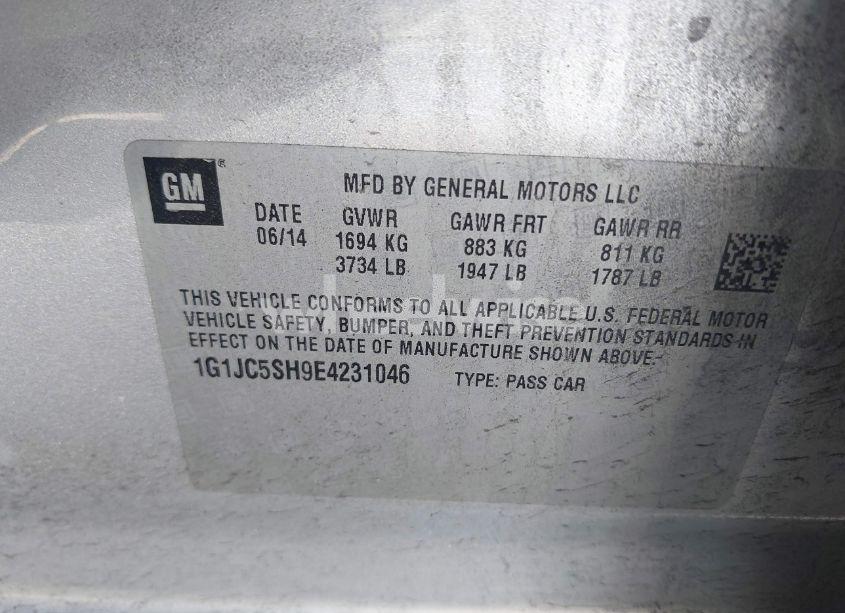 GM ®
MFD BY GENERAL MOTORS LLC
DATE GVWR GAWR FRT GAWR RR
06/14 1694 KG 883 KG 811 KG
3734 LB 1947 LB 1787 LB
THIS VEHICLE CONFORMS TO ALL APPLICABLE U.S. FEDERAL MOTOR
VEHICLE SAFETY, BUMPER, AND THEFT PREVENTION STANDARDS IN
EFFECT ON THE DATE OF MANUFACTURE SHOWN ABOVE.
1G1JC5SH9E4231046 TYPE: PASS CAR